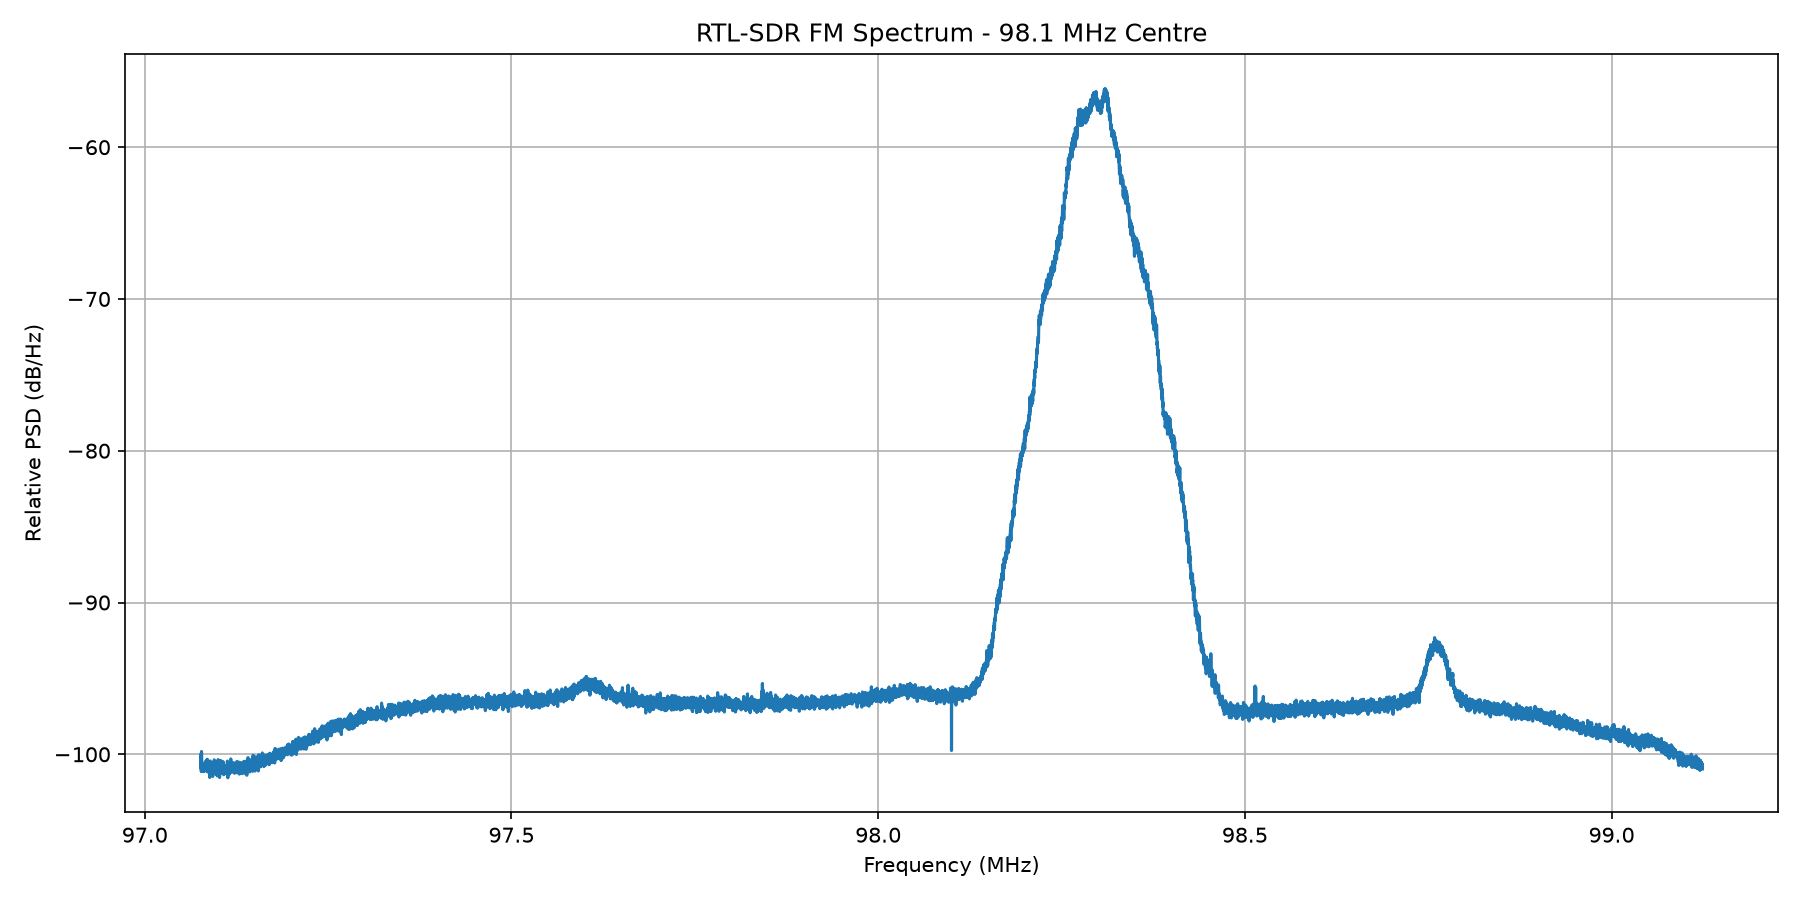 RTL-SDR FM Spectrum - 98.1 MHz Centre
Relative PSD (dB/Hz)
−60
−70
−80
−90
−100
97.0 97.5 98.0 98.5 99.0
Frequency (MHz)